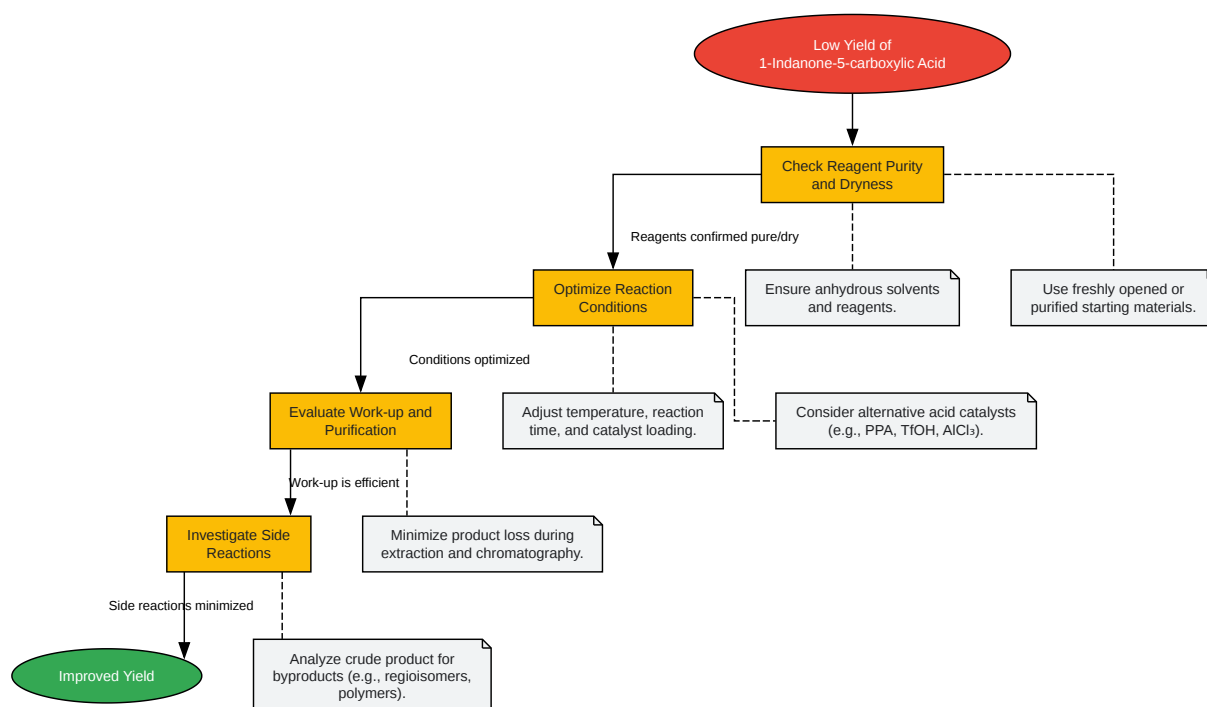 Low Yield of
1-Indanone-5-carboxylic Acid
Check Reagent Purity
and Dryness
Reagents confirmed pure/dry
Optimize Reaction
Conditions
Ensure anhydrous solvents
and reagents.
Use freshly opened or
purified starting materials.
Conditions optimized
Evaluate Work-up and
Purification
Adjust temperature, reaction
time, and catalyst loading.
Consider alternative acid catalysts
(e.g., PPA, TfOH, AlCl₃).
Work-up is efficient
Investigate Side
Reactions
Minimize product loss during
extraction and chromatography.
Side reactions minimized
Improved Yield
Analyze crude product for
byproducts (e.g., regioisomers,
polymers).